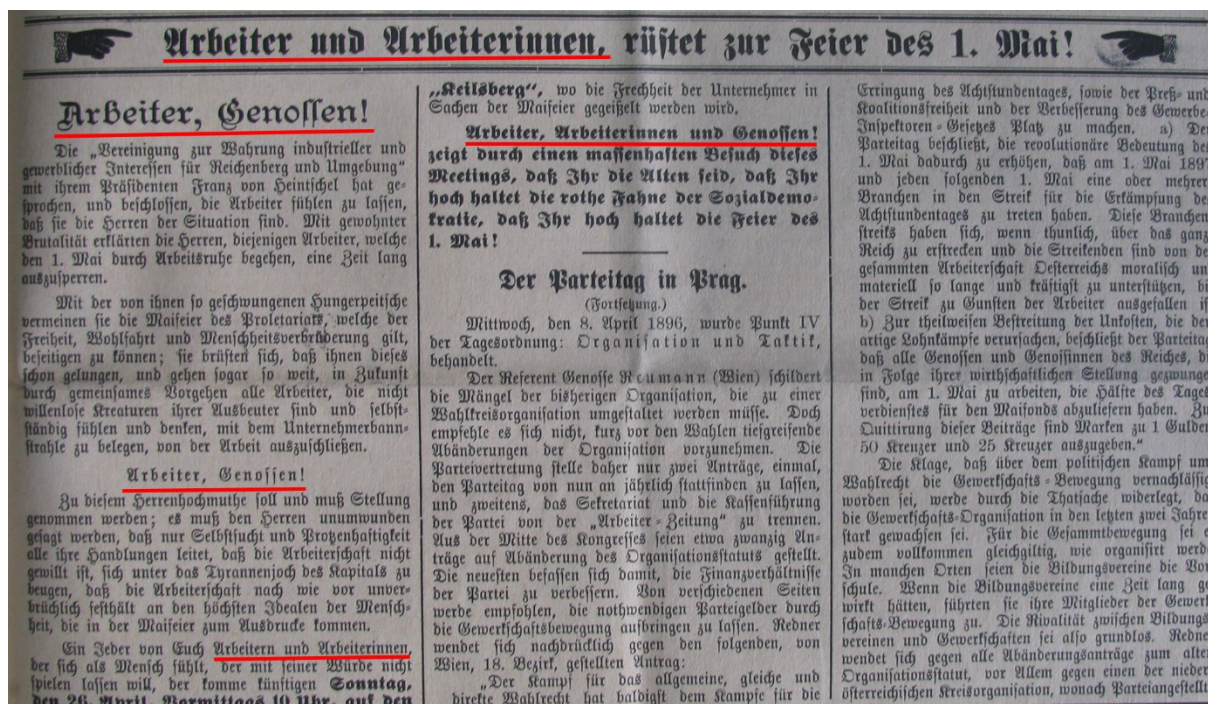 Arbeiter und Arbeiterinnen, rüstet zur Feier des 1. Mai!
Arbeiter, Genossen!
Die „Vereinigung zur Wahrung industrieller und
gewerblicher Interessen für Reichenberg und Umgebung“
mit ihrem Präsidenten Franz von Heintschel hat ge-
sprochen, und beschlossen, die Arbeiter fühlen zu lassen,
daß sie die Herren der Situation sind. Mit gewohnter
Brutalität erklärten die Herren, diejenigen Arbeiter, welche
den 1. Mai durch Arbeitsruhe begehen, eine Zeit lang
auszusperren.
Mit der von ihnen so geschwungenen Hungerpeitsche
vermeinen sie die Maifeier des Proletariats, welche der
Freiheit, Wohlfahrt und Menschheitsverbrüderung gilt,
beseitigen zu können; sie brüsten sich, daß ihnen dieses
schon gelungen, und gehen sogar so weit, in Zukunft
durch gemeinsames Vorgehen alle Arbeiter, die nicht
willenlose Kreaturen ihrer Ausbeuter sind und selbst-
ständig fühlen und denken, mit dem Unternehmerbann-
strahle zu belegen, von der Arbeit auszuschließen.
Arbeiter, Genossen!
Zu diesem Herrenhochmuthe soll und muß Stellung
genommen werden; es muß den Herren unumwunden
gesagt werden, daß nur Selbstsucht und Protzenhaftigkeit
alle ihre Handlungen leitet, daß die Arbeiterschaft nicht
gewillt ist, sich unter das Tyrannenjoch des Kapitals zu
beugen, daß die Arbeiterschaft nach wie vor unver-
brüchlich festhält an den höchsten Idealen der Mensch-
heit, die in der Maifeier zum Ausdrucke kommen.
Ein Jeder von Euch Arbeitern und Arbeiterinnen,
der sich als Mensch fühlt, der mit seiner Würde nicht
spielen lassen will, der komme künftigen Sonntag,
den 26. April, Vormittags 10 Uhr, auf den
„Keilsberg“, wo die Frechheit der Unternehmer in
Sachen der Maifeier gegeißelt werden wird.
Arbeiter, Arbeiterinnen und Genossen!
zeigt durch einen massenhaften Besuch dieses
Meetings, daß Ihr die Alten seid, daß Ihr
hoch haltet die rothe Fahne der Sozialdemo-
kratie, daß Ihr hoch haltet die Feier des
1. Mai!
Der Parteitag in Prag.
(Fortsetzung.)
Mittwoch, den 8. April 1896, wurde Punkt IV
der Tagesordnung: Organisation und Taktik,
behandelt.
Der Referent Genosse Reumann (Wien) schildert
die Mängel der bisherigen Organisation, die zu einer
Wahlkreisorganisation umgestaltet werden müsse. Doch
empfehle es sich nicht, kurz vor den Wahlen tiefgreifende
Abänderungen der Organisation vorzunehmen. Die
Parteivertretung stelle daher nur zwei Anträge, einmal,
den Parteitag von nun an jährlich stattfinden zu lassen,
und zweitens, das Sekretariat und die Kassenführung
der Partei von der „Arbeiter-Zeitung“ zu trennen.
Aus der Mitte des Kongresses seien etwa zwanzig An-
träge auf Abänderung des Organisationsstatuts gestellt.
Die neuesten befassen sich damit, die Finanzverhältnisse
der Partei zu verbessern. Von verschiedenen Seiten
werde empfohlen, die nothwendigen Parteigelder durch
die Gewerkschaftsbewegung aufbringen zu lassen. Redner
wendet sich nachdrücklich gegen den folgenden, von
Wien, 18. Bezirk, gestellten Antrag:
„Der Kampf für das allgemeine, gleiche und
direkte Wahlrecht hat baldigst dem Kampfe für die
Erringung des Achtstundentages, sowie der Preß- und
Koalitionsfreiheit und der Verbesserung des Gewerbe-
Inspektoren-Gesetzes Platz zu machen. a) De
Parteitag beschließt, die revolutionäre Bedeutung de
1. Mai dadurch zu erhöhen, daß am 1. Mai 1897
und jeden folgenden 1. Mai eine oder mehrer
Branchen in den Streik für die Erkämpfung de
Achtstundentages zu treten haben. Diese Branchen
streiks haben sich, wenn thunlich, über das ganz
Reich zu erstrecken und die Streikenden sind von de
gesammten Arbeiterschaft Oesterreichs moralisch un
materiell so lange und kräftigst zu unterstützen, bi
der Streik zu Gunsten der Arbeiter ausgefallen is
b) Zur theilweisen Bestreitung der Unkosten, die der
artige Lohnkämpfe verursachen, beschließt der Parteitag
daß alle Genossen und Genossinnen des Reiches, di
in Folge ihrer wirthschaftlichen Stellung gezwunge
sind, am 1. Mai zu arbeiten, die Hälfte des Tages
verdienstes für den Maifonds abzuliefern haben. Zu
Quittirung dieser Beiträge sind Marken zu 1 Gulden
50 Kreuzer und 25 Kreuzer auszugeben.“
Die Klage, daß über dem politischen Kampf um
Wahlrecht die Gewerkschafts-Bewegung vernachlässig
worden sei, werde durch die Thatsache widerlegt, da
die Gewerkschafts-Organisation in den letzten zwei Jahre
stark gewachsen sei. Für die Gesammtbewegung sei e
zudem vollkommen gleichgiltig, wie organisirt werd
In manchen Orten seien die Bildungsvereine die Vor
schule. Wenn die Bildungsvereine eine Zeit lang ge
wirkt hätten, führten sie ihre Mitglieder der Gewerk
schafts-Bewegung zu. Die Rivalität zwischen Bildungs
vereinen und Gewerkschaften sei also grundlos. Redne
wendet sich gegen alle Abänderungsanträge zum alte
Organisationsstatut, vor Allem gegen einen der nieder
österreichischen Kreisorganisation, wonach Parteiangestellt